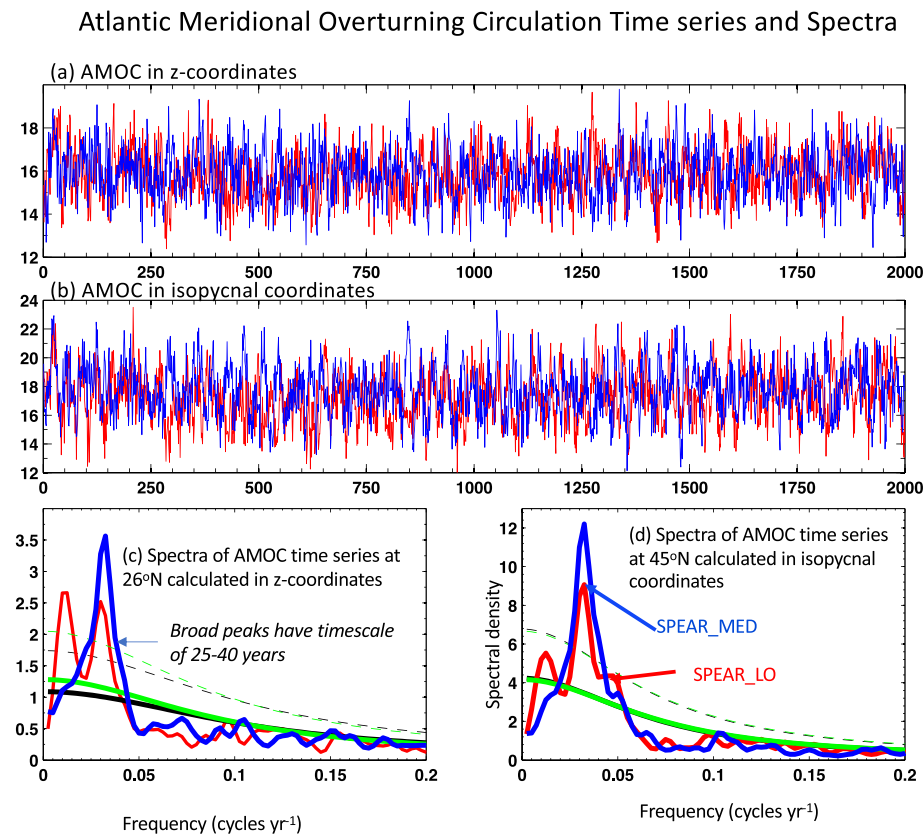 Atlantic Meridional Overturning Circulation Time series and Spectra
(a) AMOC in z-coordinates
18
16
14
12
0 250 500 750 1000 1250 1500 1750 2000
(b) AMOC in isopycnal coordinates
24
22
20
18
16
14
12
0 250 500 750 1000 1250 1500 1750 2000
(c) Spectra of AMOC time series at
26ᵒN calculated in z-coordinates
Broad peaks have timescale
of 25-40 years
3.5
3
2.5
2
1.5
1
0.5
0
0 0.05 0.1 0.15 0.2
Frequency (cycles yr⁻¹)
(d) Spectra of AMOC time series
at 45ᵒN calculated in isopycnal
coordinates
SPEAR_MED
SPEAR_LO
Spectral density
12
10
8
6
4
2
0
0 0.05 0.1 0.15 0.2
Frequency (cycles yr⁻¹)